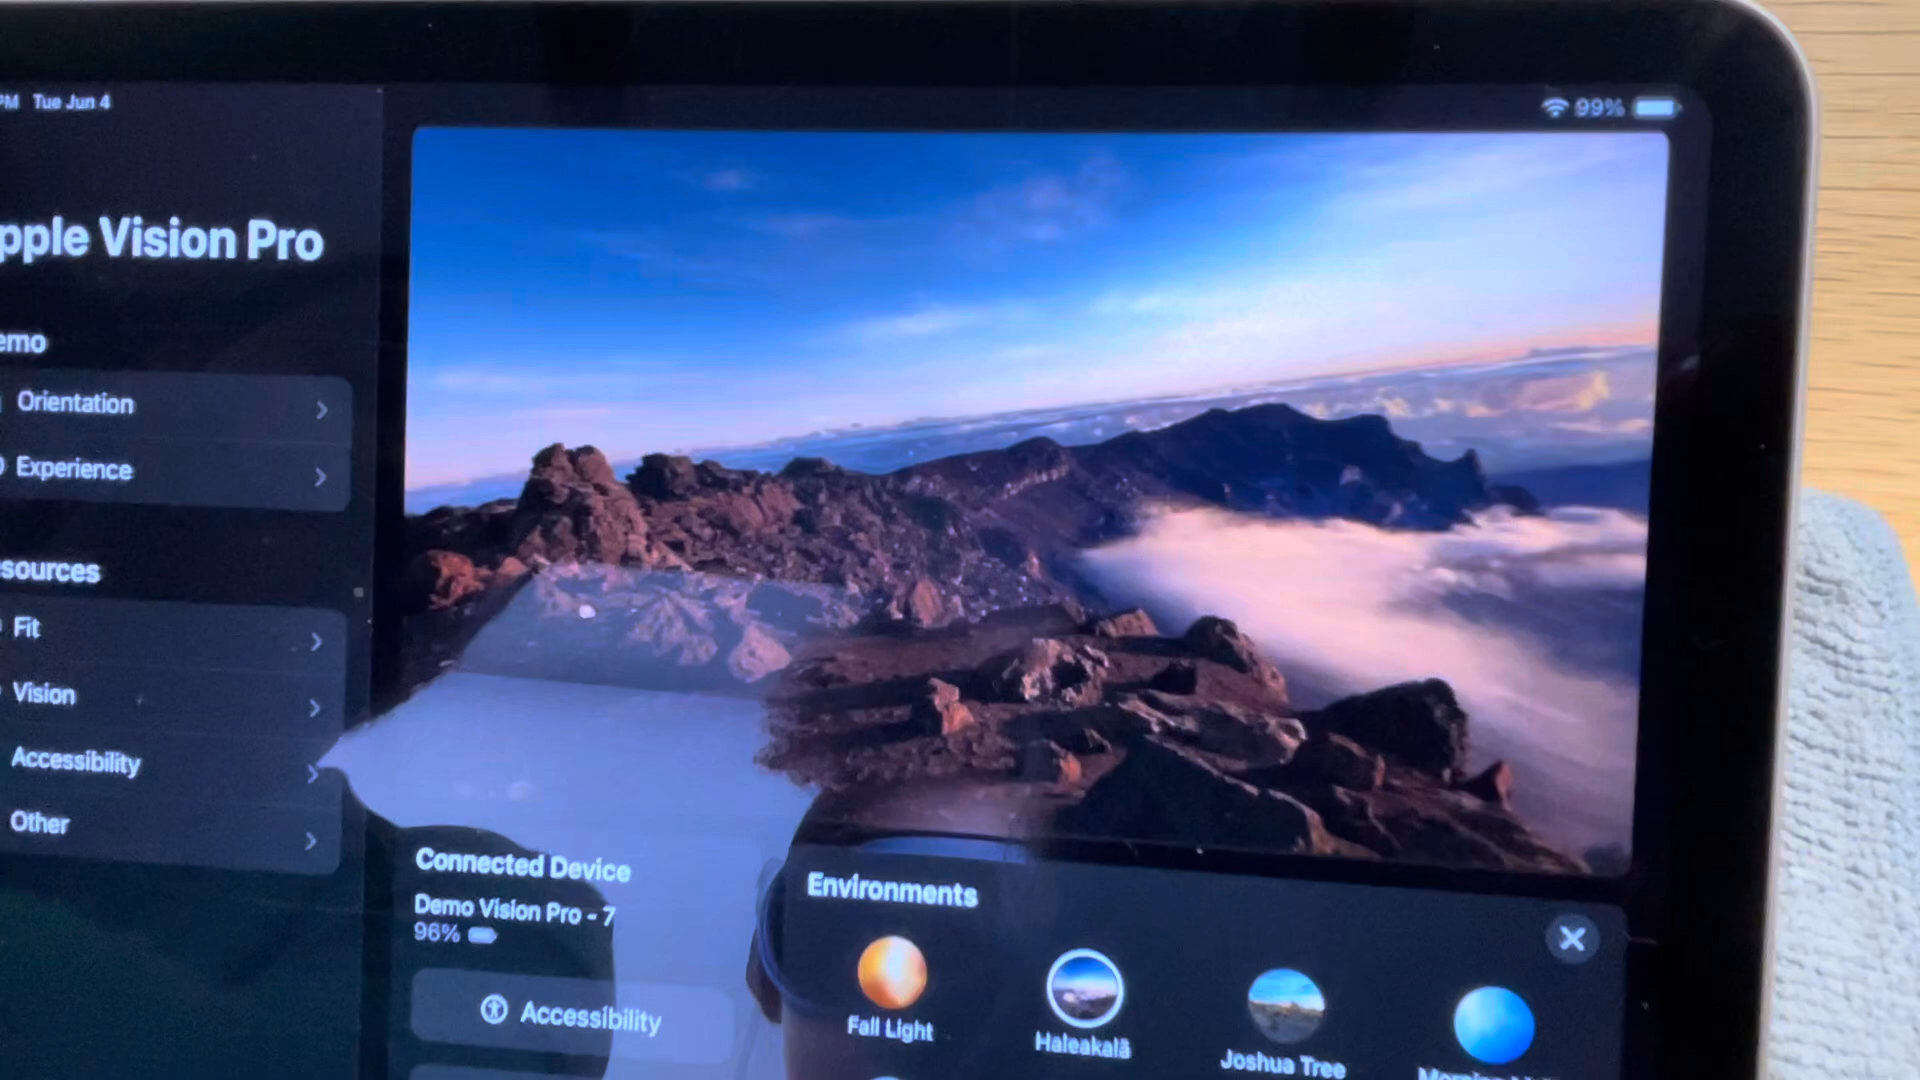 PM Tue Jun 4
99%
pple Vision Pro
emo
Orientation
Experience
sources
Fit
Vision
Accessibility
Other
Connected Device
Demo Vision Pro - 7
96%
Accessibility
Environments
Fall Light
Haleakalā
Joshua Tree